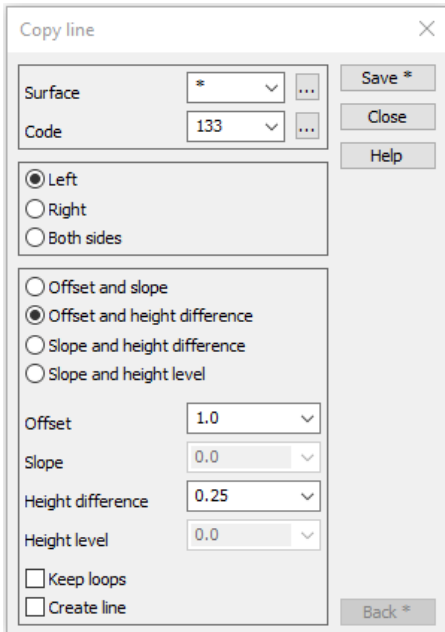 Copy line
Surface * ... Save *
Code 133 ... Close
Help
Left
Right
Both sides
Offset and slope
Offset and height difference
Slope and height difference
Slope and height level
Offset 1.0
Slope 0.0
Height difference 0.25
Height level 0.0
Keep loops
Create line Back *